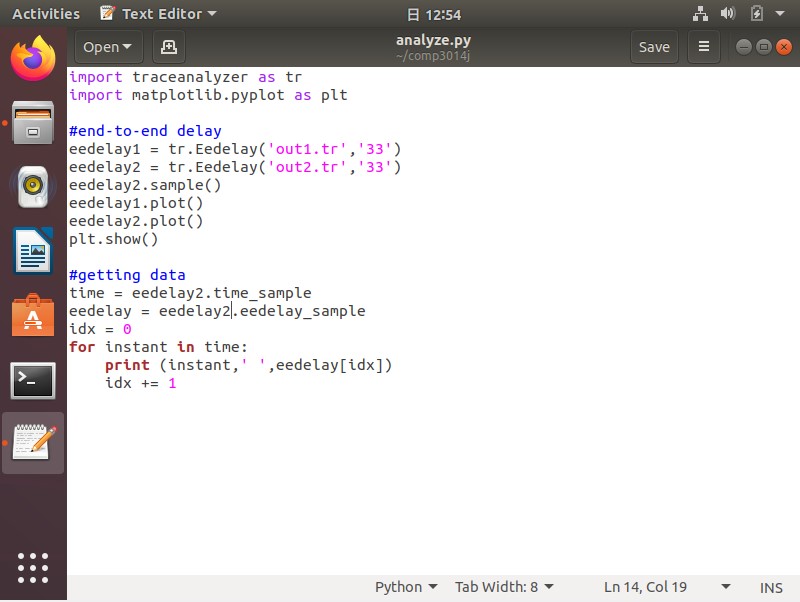 Activities
Text Editor
日 12:54
Open
analyze.py
~/comp3014j
Save
import traceanalyzer as tr
import matplotlib.pyplot as plt
#end-to-end delay
eedelay1 = tr.Eedelay('out1.tr','33')
eedelay2 = tr.Eedelay('out2.tr','33')
eedelay2.sample()
eedelay1.plot()
eedelay2.plot()
plt.show()
#getting data
time = eedelay2.time_sample
eedelay = eedelay2.eedelay_sample
idx = 0
for instant in time:
    print (instant,' ',eedelay[idx])
    idx += 1
Python
Tab Width: 8
Ln 14, Col 19
INS